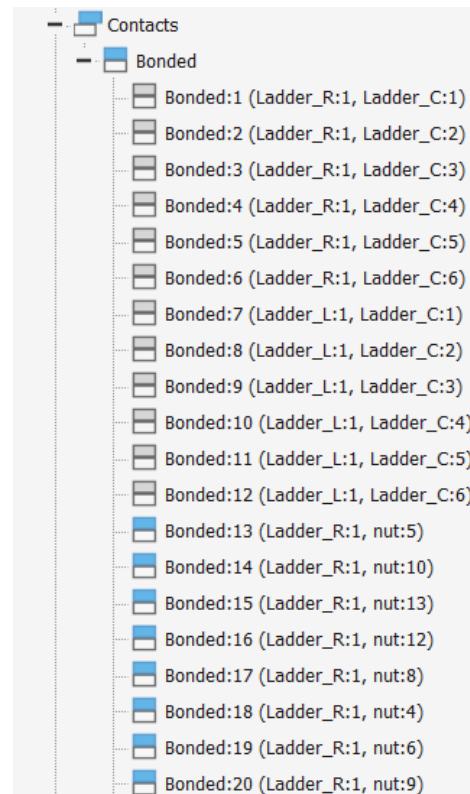 Contacts
Bonded
Bonded:1 (Ladder_R:1, Ladder_C:1)
Bonded:2 (Ladder_R:1, Ladder_C:2)
Bonded:3 (Ladder_R:1, Ladder_C:3)
Bonded:4 (Ladder_R:1, Ladder_C:4)
Bonded:5 (Ladder_R:1, Ladder_C:5)
Bonded:6 (Ladder_R:1, Ladder_C:6)
Bonded:7 (Ladder_L:1, Ladder_C:1)
Bonded:8 (Ladder_L:1, Ladder_C:2)
Bonded:9 (Ladder_L:1, Ladder_C:3)
Bonded:10 (Ladder_L:1, Ladder_C:4)
Bonded:11 (Ladder_L:1, Ladder_C:5)
Bonded:12 (Ladder_L:1, Ladder_C:6)
Bonded:13 (Ladder_R:1, nut:5)
Bonded:14 (Ladder_R:1, nut:10)
Bonded:15 (Ladder_R:1, nut:13)
Bonded:16 (Ladder_R:1, nut:12)
Bonded:17 (Ladder_R:1, nut:8)
Bonded:18 (Ladder_R:1, nut:4)
Bonded:19 (Ladder_R:1, nut:6)
Bonded:20 (Ladder_R:1, nut:9)